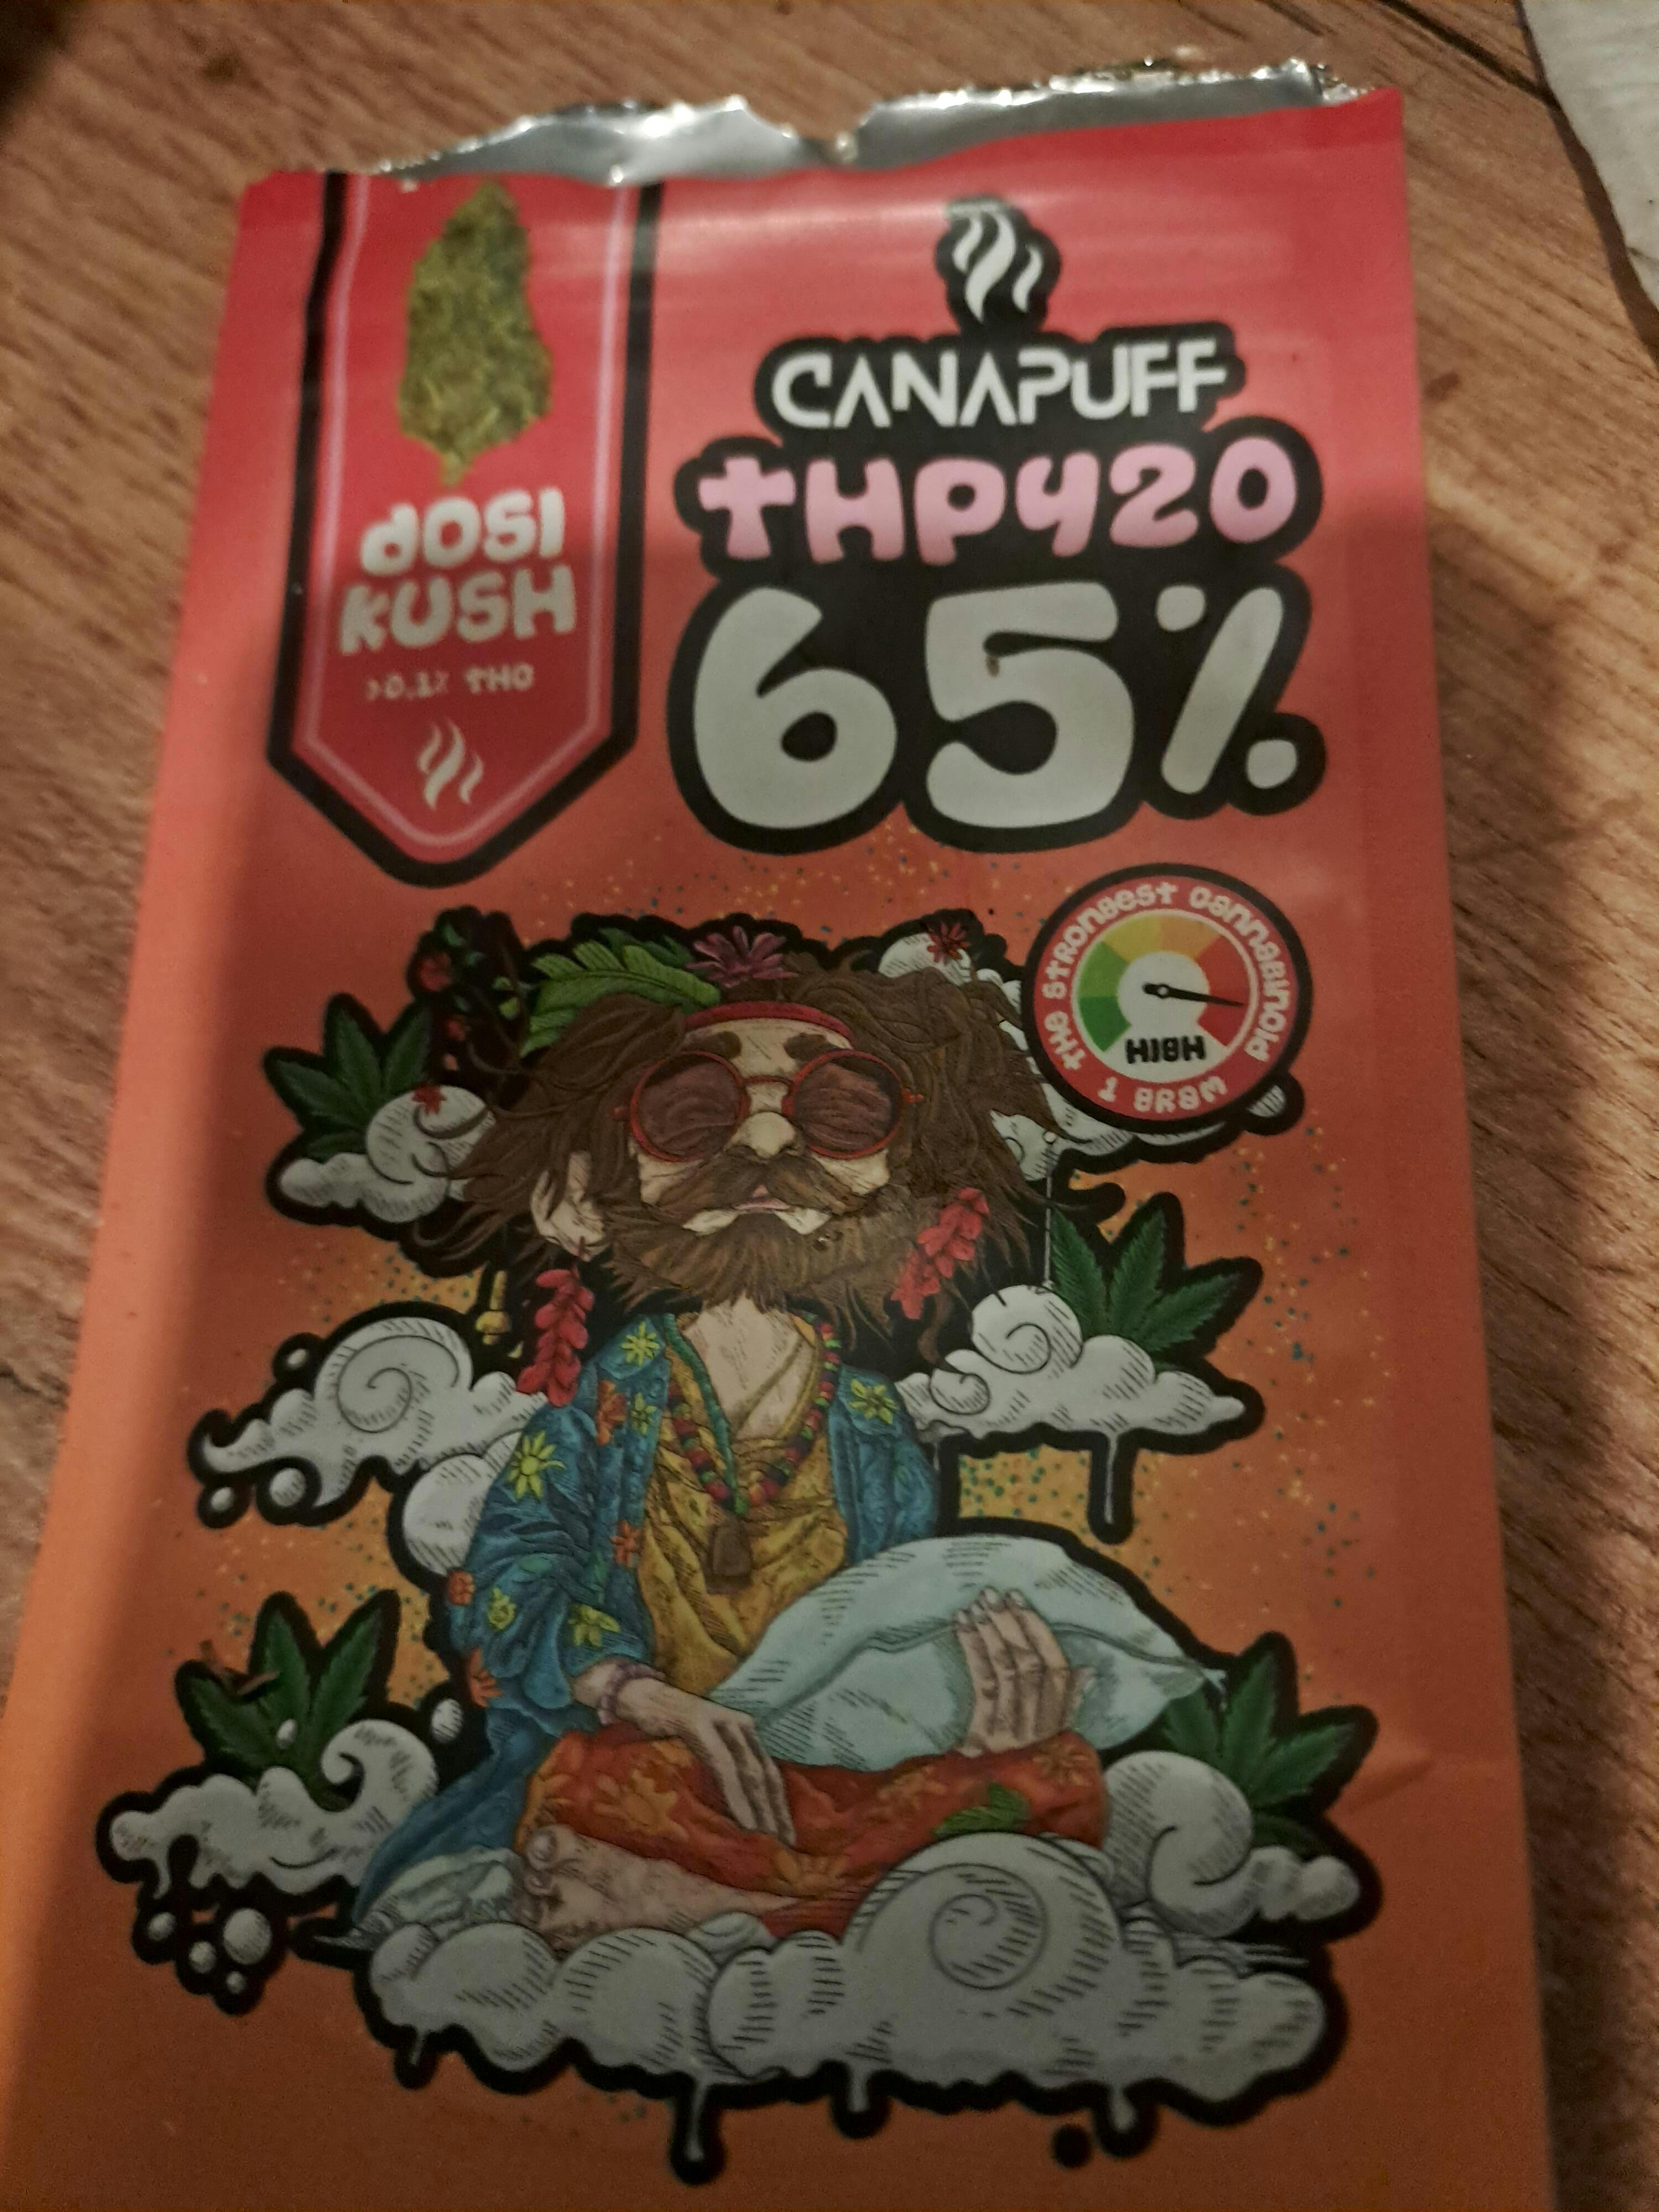 DOSI
KUSH
>0.1% THC
CANAPUFF
THP420
65%
THE STRONGEST CANNABINOID
HIGH
1 GRAM